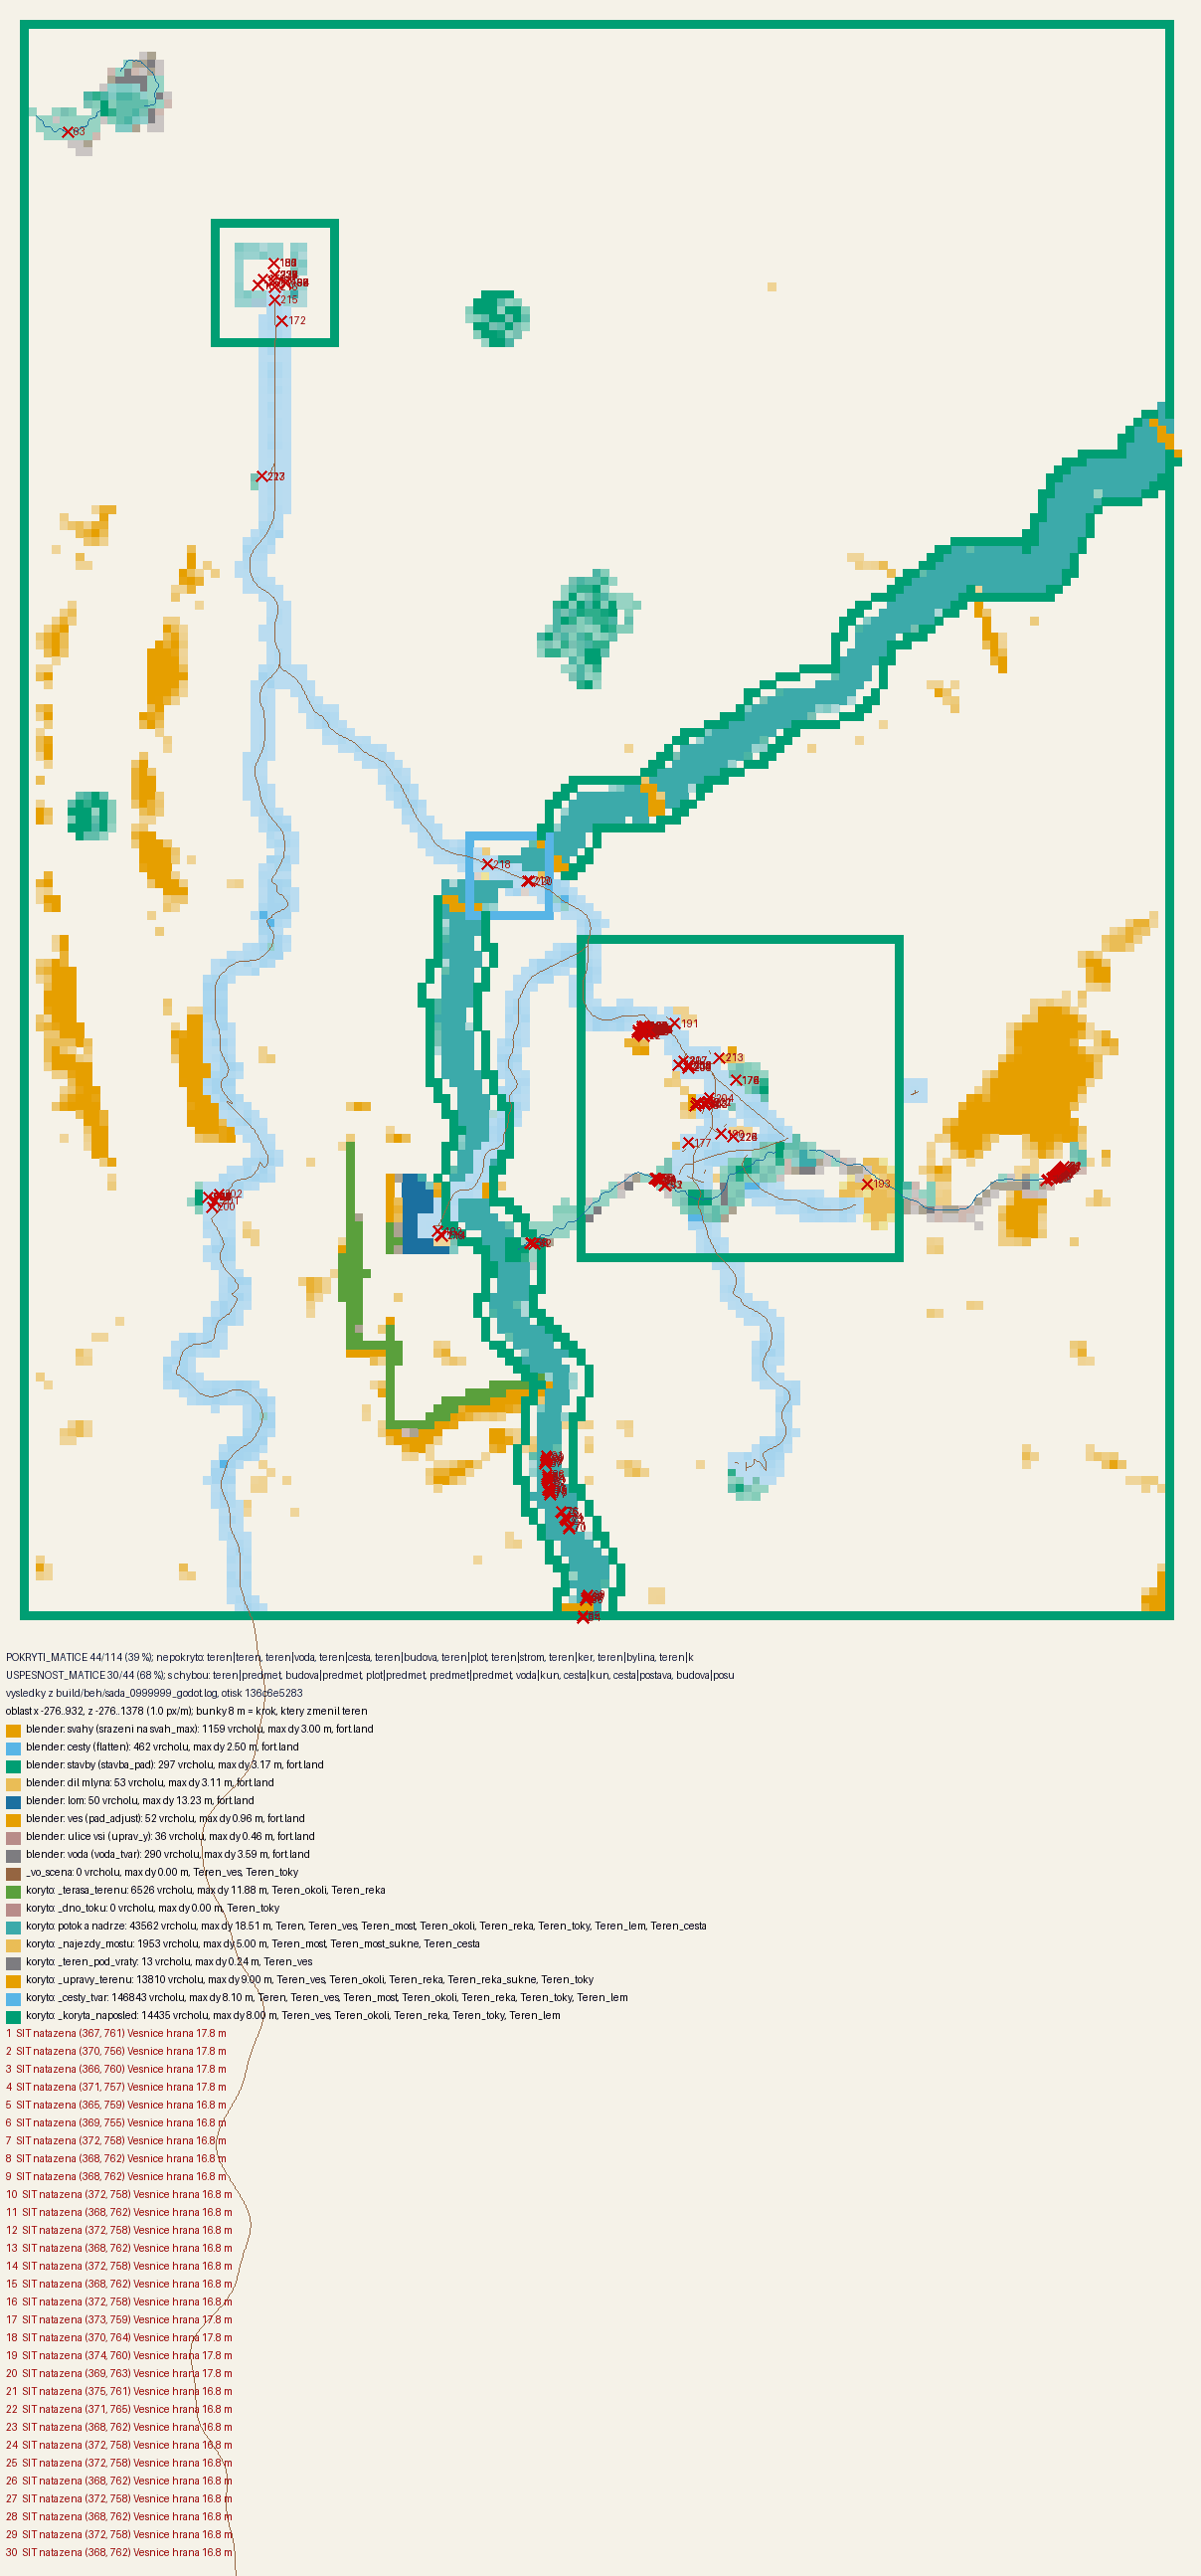 183
215
172
218
191
213
204
177
193
200
POKRYTI_MATICE 44/114 (39 %); nepokryto: teren|teren, teren|voda, teren|cesta, teren|budova, teren|plot, teren|strom, teren|ker, teren|bylina, teren|k
USPESNOST_MATICE 30/44 (68 %); s chybou: teren|predmet, budova|predmet, plot|predmet, predmet|predmet, voda|kun, cesta|kun, cesta|postava, budova|posu
vysledky z build/beh/sada_0999999_godot.log, otisk 136c6e5283
oblast x -276..932, z -276..1378 (1.0 px/m); bunky 8 m = krok, ktery zmenil teren
blender: svahy (srazeni na svah_max): 1159 vrcholu, max dy 3.00 m, fort.land
blender: cesty (flatten): 462 vrcholu, max dy 2.50 m, fort.land
blender: stavby (stavba_pad): 297 vrcholu, max dy 3.17 m, fort.land
blender: dil mlyna: 53 vrcholu, max dy 3.11 m, fort.land
blender: lom: 50 vrcholu, max dy 13.23 m, fort.land
blender: ves (pad_adjust): 52 vrcholu, max dy 0.96 m, fort.land
blender: ulice vsi (uprav_y): 36 vrcholu, max dy 0.46 m, fort.land
blender: voda (voda_tvar): 290 vrcholu, max dy 3.59 m, fort.land
_vo_scena: 0 vrcholu, max dy 0.00 m, Teren_ves, Teren_toky
koryto: _terasa_terenu: 6526 vrcholu, max dy 11.88 m, Teren_okoli, Teren_reka
koryto: _dno_toku: 0 vrcholu, max dy 0.00 m, Teren_toky
koryto: potok a nadrze: 43562 vrcholu, max dy 18.51 m, Teren, Teren_ves, Teren_most, Teren_okoli, Teren_reka, Teren_toky, Teren_lem, Teren_cesta
koryto: _najezdy_mostu: 1953 vrcholu, max dy 5.00 m, Teren_most, Teren_most_sukne, Teren_cesta
koryto: _teren_pod_vraty: 13 vrcholu, max dy 0.24 m, Teren_ves
koryto: _upravy_terenu: 13810 vrcholu, max dy 9.00 m, Teren_ves, Teren_okoli, Teren_reka, Teren_reka_sukne, Teren_toky
koryto: _cesty_tvar: 146843 vrcholu, max dy 8.10 m, Teren, Teren_ves, Teren_most, Teren_okoli, Teren_reka, Teren_toky, Teren_lem
koryto: _koryta_naposled: 14435 vrcholu, max dy 8.00 m, Teren_ves, Teren_okoli, Teren_reka, Teren_toky, Teren_lem
1 SIT natazena (367, 761) Vesnice hrana 17.8 m
2 SIT natazena (370, 756) Vesnice hrana 17.8 m
3 SIT natazena (366, 760) Vesnice hrana 17.8 m
4 SIT natazena (371, 757) Vesnice hrana 17.8 m
5 SIT natazena (365, 759) Vesnice hrana 16.8 m
6 SIT natazena (369, 755) Vesnice hrana 16.8 m
7 SIT natazena (372, 758) Vesnice hrana 16.8 m
8 SIT natazena (368, 762) Vesnice hrana 16.8 m
9 SIT natazena (368, 762) Vesnice hrana 16.8 m
10 SIT natazena (372, 758) Vesnice hrana 16.8 m
11 SIT natazena (368, 762) Vesnice hrana 16.8 m
12 SIT natazena (372, 758) Vesnice hrana 16.8 m
13 SIT natazena (368, 762) Vesnice hrana 16.8 m
14 SIT natazena (372, 758) Vesnice hrana 16.8 m
15 SIT natazena (368, 762) Vesnice hrana 16.8 m
16 SIT natazena (372, 758) Vesnice hrana 16.8 m
17 SIT natazena (373, 759) Vesnice hrana 17.8 m
18 SIT natazena (370, 764) Vesnice hrana 17.8 m
19 SIT natazena (374, 760) Vesnice hrana 17.8 m
20 SIT natazena (369, 763) Vesnice hrana 17.8 m
21 SIT natazena (375, 761) Vesnice hrana 16.8 m
22 SIT natazena (371, 765) Vesnice hrana 16.8 m
23 SIT natazena (368, 762) Vesnice hrana 16.8 m
24 SIT natazena (372, 758) Vesnice hrana 16.8 m
25 SIT natazena (372, 758) Vesnice hrana 16.8 m
26 SIT natazena (368, 762) Vesnice hrana 16.8 m
27 SIT natazena (372, 758) Vesnice hrana 16.8 m
28 SIT natazena (368, 762) Vesnice hrana 16.8 m
29 SIT natazena (372, 758) Vesnice hrana 16.8 m
30 SIT natazena (368, 762) Vesnice hrana 16.8 m